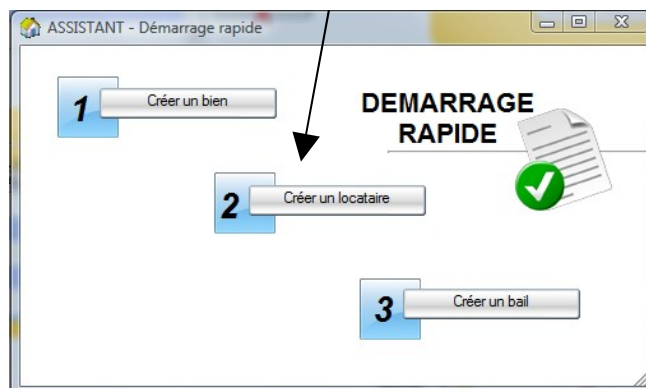 ASSISTANT - Démarrage rapide
1
Créer un bien
DEMARRAGE
RAPIDE
2
Créer un locataire
3
Créer un bail